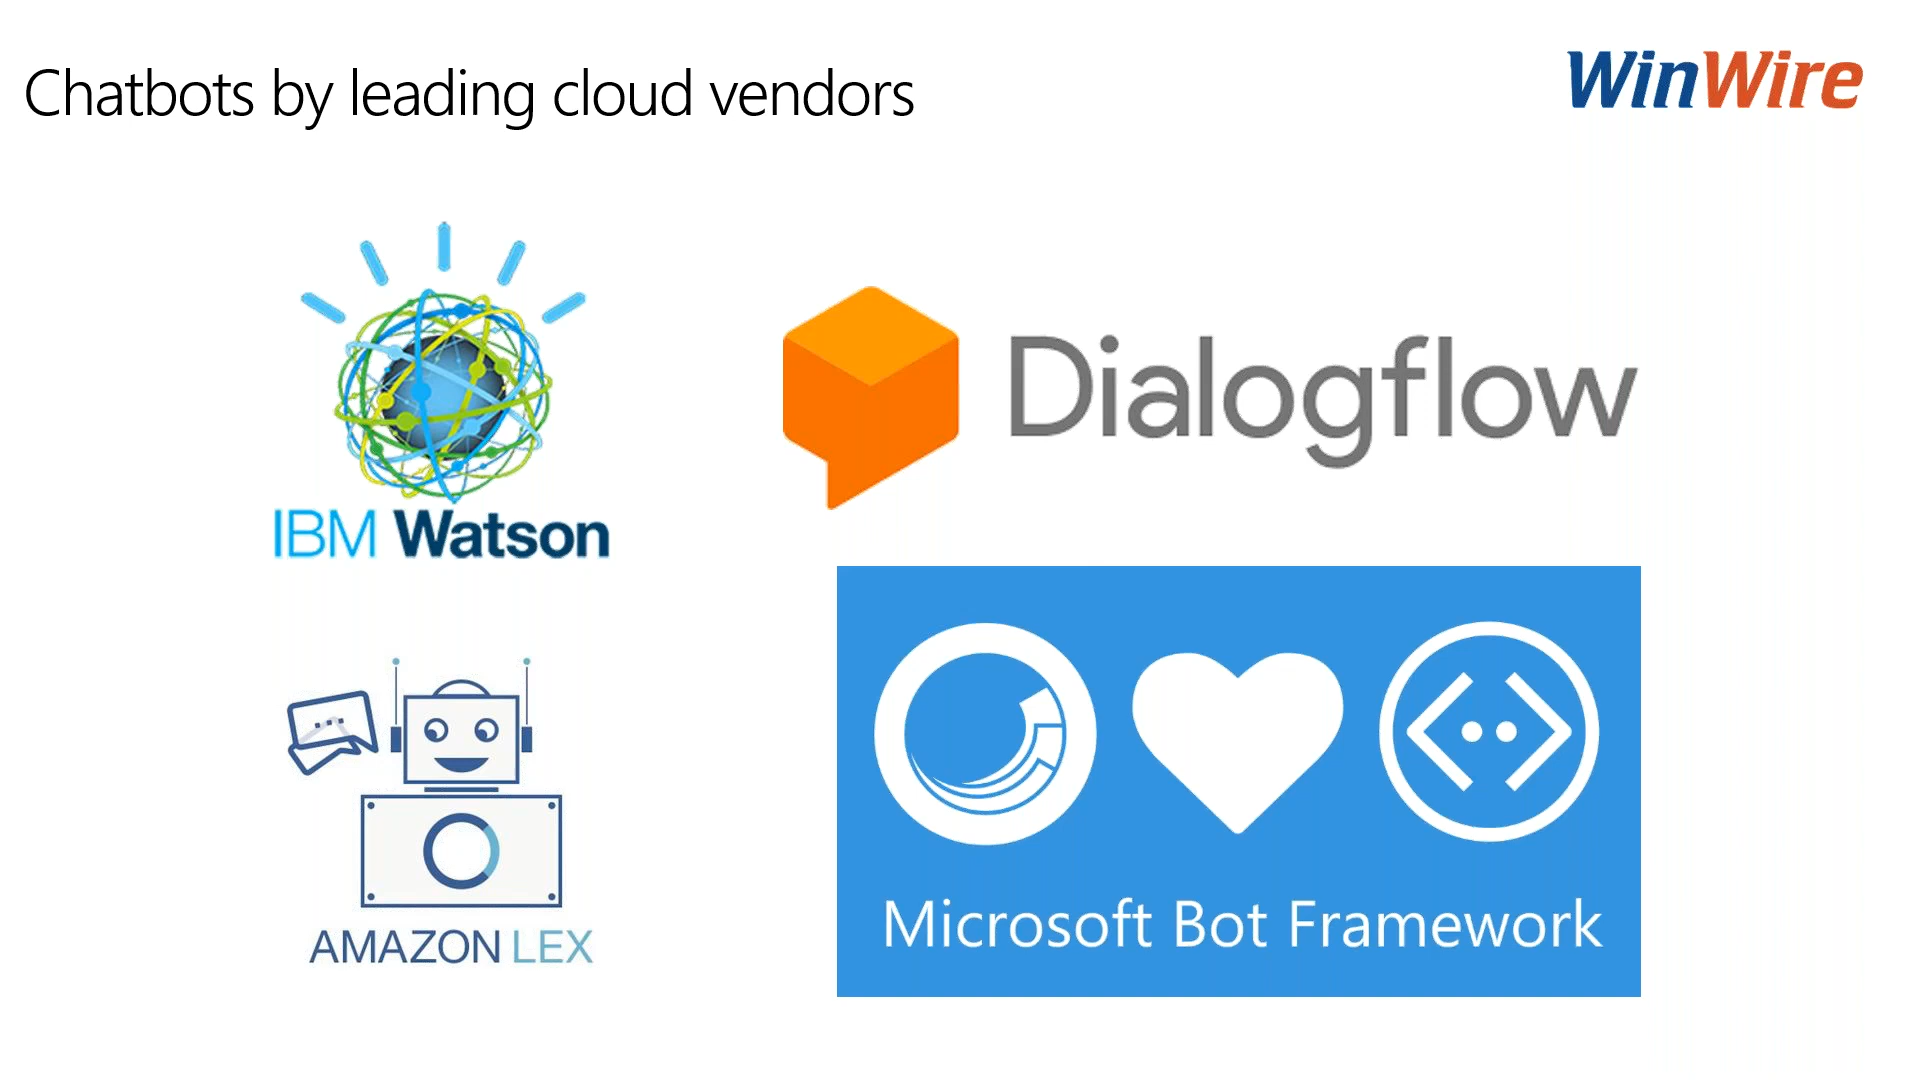 Chatbots by leading cloud vendors
WinWire
IBM Watson
Dialogflow
AMAZON LEX
Microsoft Bot Framework